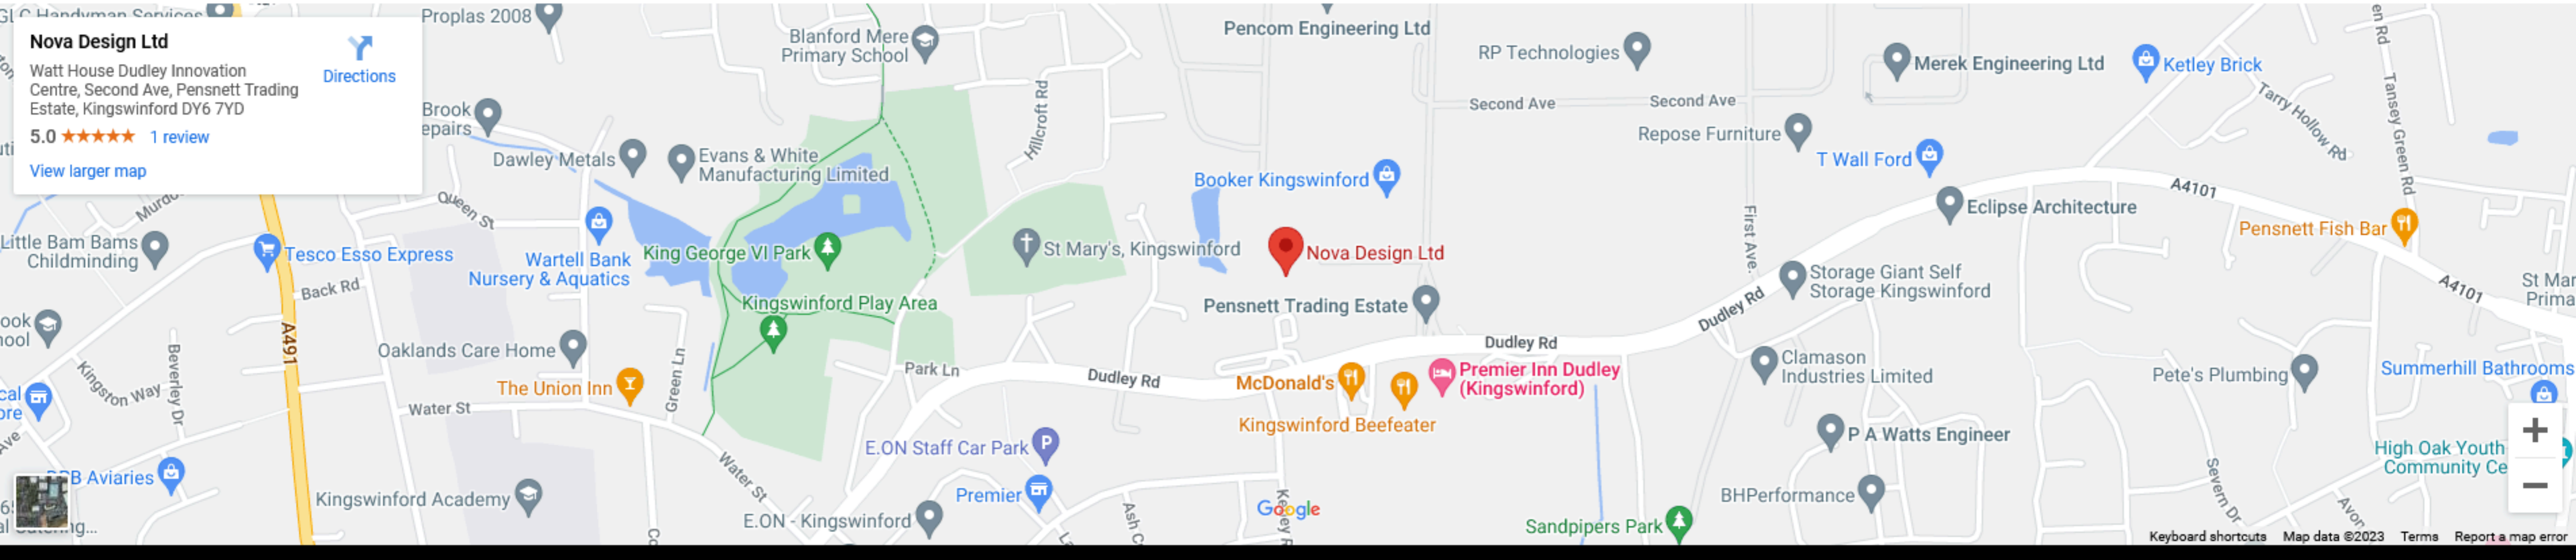 Nova Design Ltd
Watt House Dudley Innovation
Centre, Second Ave, Pensnett Trading
Estate, Kingswinford DY6 7YD
5.0
1 review
View larger map
Directions
Proplas 2008
Blanford Mere
Primary School
Pencom Engineering Ltd
RP Technologies
Merek Engineering Ltd
Ketley Brick
Tansey Green Rd
Tarry Hollow Rd
Second Ave
Second Ave
Hillcroft Rd
Brook
Dawley Metals
Evans & White
Manufacturing Limited
Repose Furniture
T Wall Ford
Booker Kingswinford
A4101
Queen St
Eclipse Architecture
Pensnett Fish Bar
First Ave.
Little Bam Bams
Childminding
Tesco Esso Express
Wartell Bank
Nursery & Aquatics
King George VI Park
St Mary's, Kingswinford
Nova Design Ltd
Storage Giant Self
Storage Kingswinford
A4101
Back Rd
Kingswinford Play Area
Pensnett Trading Estate
Dudley Rd
A491
Oaklands Care Home
Dudley Rd
Beverley Dr
Kingston Way
Green Ln
Park Ln
Dudley Rd
McDonald's
Premier Inn Dudley
(Kingswinford)
Clamason
Industries Limited
Pete's Plumbing
Summerhill Bathrooms
The Union Inn
Water St
Kingswinford Beefeater
P A Watts Engineer
E.ON Staff Car Park
High Oak Youth
Community Ce
Water St
Severn Dr
Kingswinford Academy
Premier
BHPerformance
Avon
Ash C
E.ON - Kingswinford
Google
Sandpipers Park
Keyboard shortcuts
Map data ©2023
Terms
Report a map error